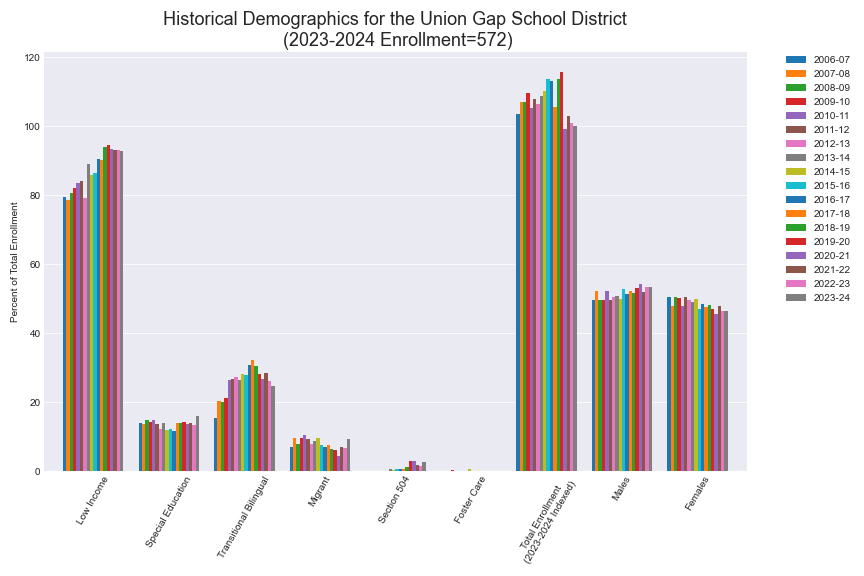 Historical Demographics for the Union Gap School District
(2023-2024 Enrollment=572)
Percent of Total Enrollment
120
100
80
60
40
20
0
Low Income
Special Education
Transitional Bilingual
Migrant
Section 504
Foster Care
Total Enrollment
(2023-2024 Indexed)
Males
Females
2006-07
2007-08
2008-09
2009-10
2010-11
2011-12
2012-13
2013-14
2014-15
2015-16
2016-17
2017-18
2018-19
2019-20
2020-21
2021-22
2022-23
2023-24